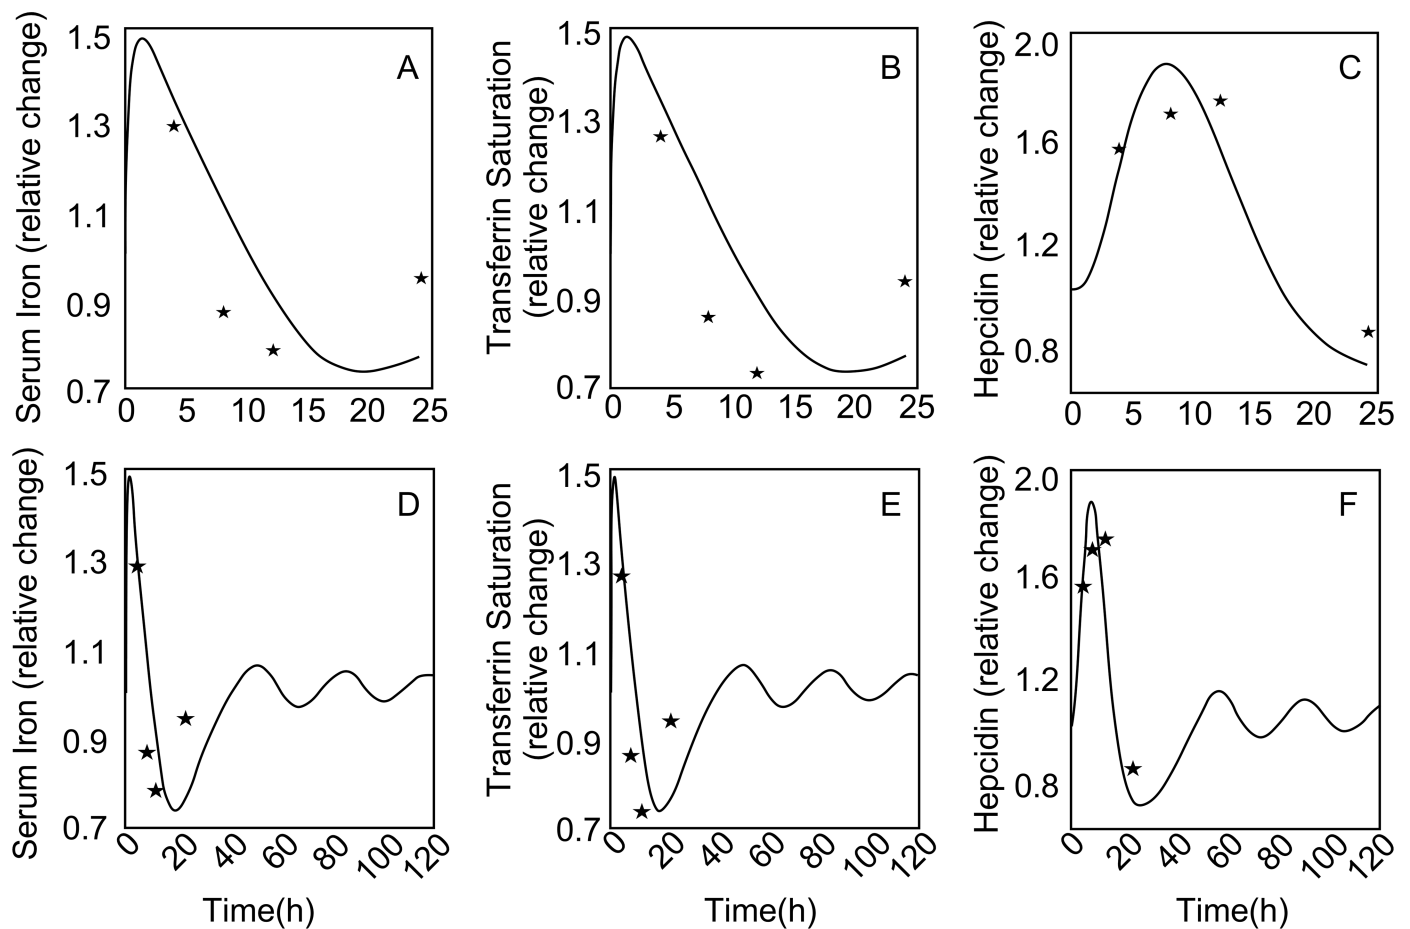 Serum Iron (relative change)
1.5
1.3
1.1
0.9
0.7
0 5 10 15 20 25
A
Transferrin Saturation
(relative change)
1.5
1.3
1.1
0.9
0.7
0 5 10 15 20 25
B
Hepcidin (relative change)
2.0
1.6
1.2
0.8
0 5 10 15 20 25
C
Serum Iron (relative change)
1.5
1.3
1.1
0.9
0.7
0 20 40 60 80 100 120
D
Time(h)
Transferrin Saturation
(relative change)
1.5
1.3
1.1
0.9
0.7
0 20 40 60 80 100 120
E
Time(h)
Hepcidin (relative change)
2.0
1.6
1.2
0.8
0 20 40 60 80 100 120
F
Time(h)